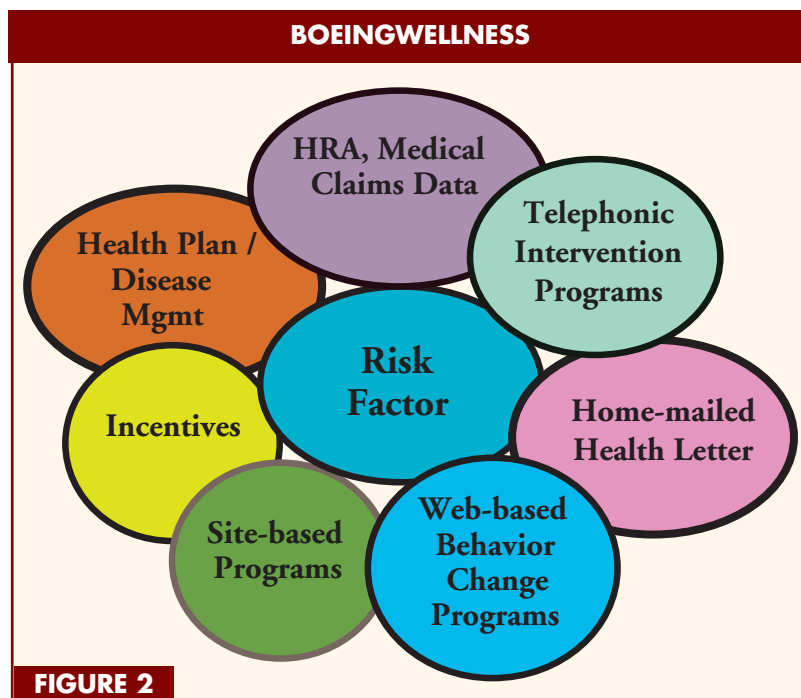 BOEINGWELLNESS
HRA, Medical
Claims Data
Telephonic
Intervention
Programs
Health Plan /
Disease
Mgmt
Risk
Factor
Incentives
Home-mailed
Health Letter
Site-based
Programs
Web-based
Behavior
Change
Programs
FIGURE 2